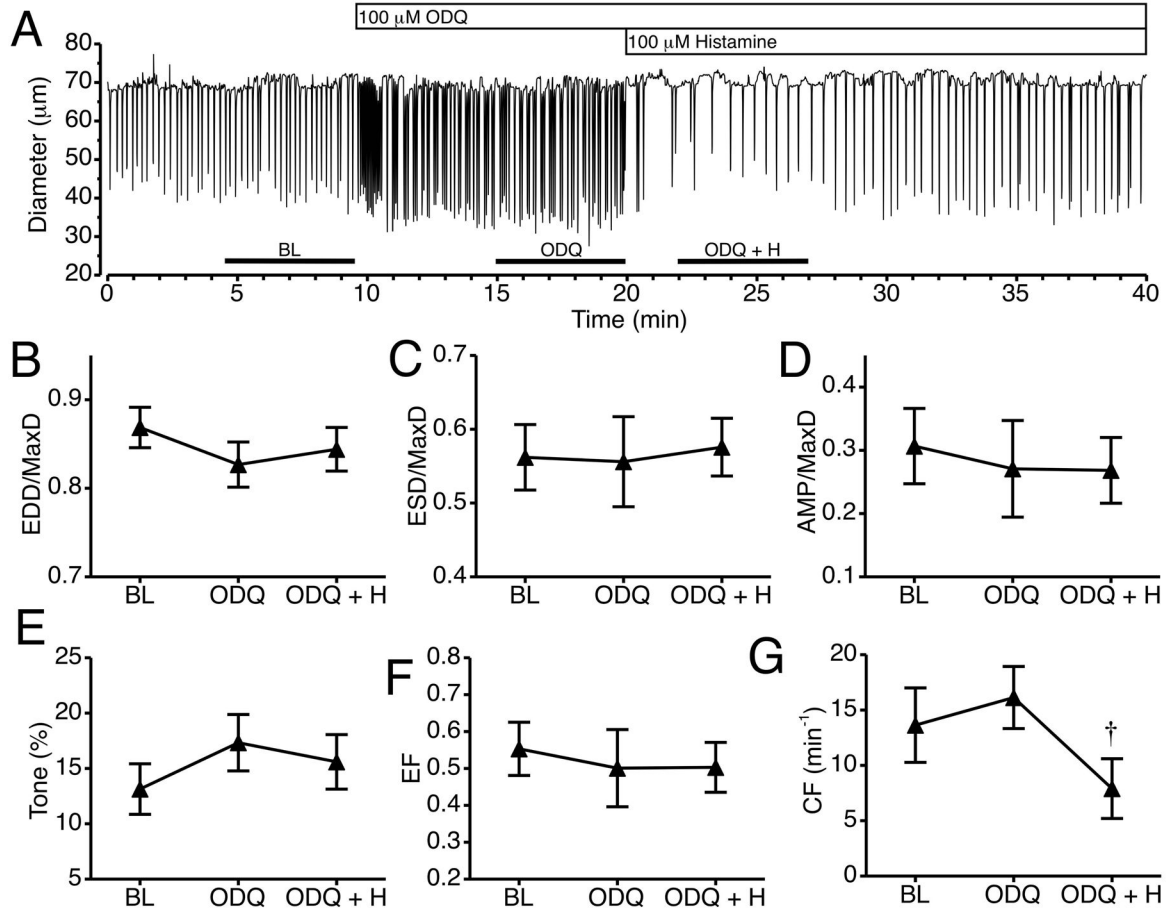 A
100 μM ODQ
100 μM Histamine
80
70
60
50
40
30
20
Diameter (μm)
BL
ODQ
ODQ + H
0 5 10 15 20 25 30 35 40
Time (min)
B
0.9
0.8
0.7
EDD/MaxD
BL ODQ ODQ + H
C
0.7
0.6
0.5
0.4
ESD/MaxD
BL ODQ ODQ + H
D
0.4
0.3
0.2
0.1
AMP/MaxD
BL ODQ ODQ + H
E
25
20
15
10
5
Tone (%)
BL ODQ ODQ + H
F
0.8
0.7
0.6
0.5
0.4
0.3
0.2
EF
BL ODQ ODQ + H
G
20
15
10
5
0
CF (min⁻¹)
†
BL ODQ ODQ + H